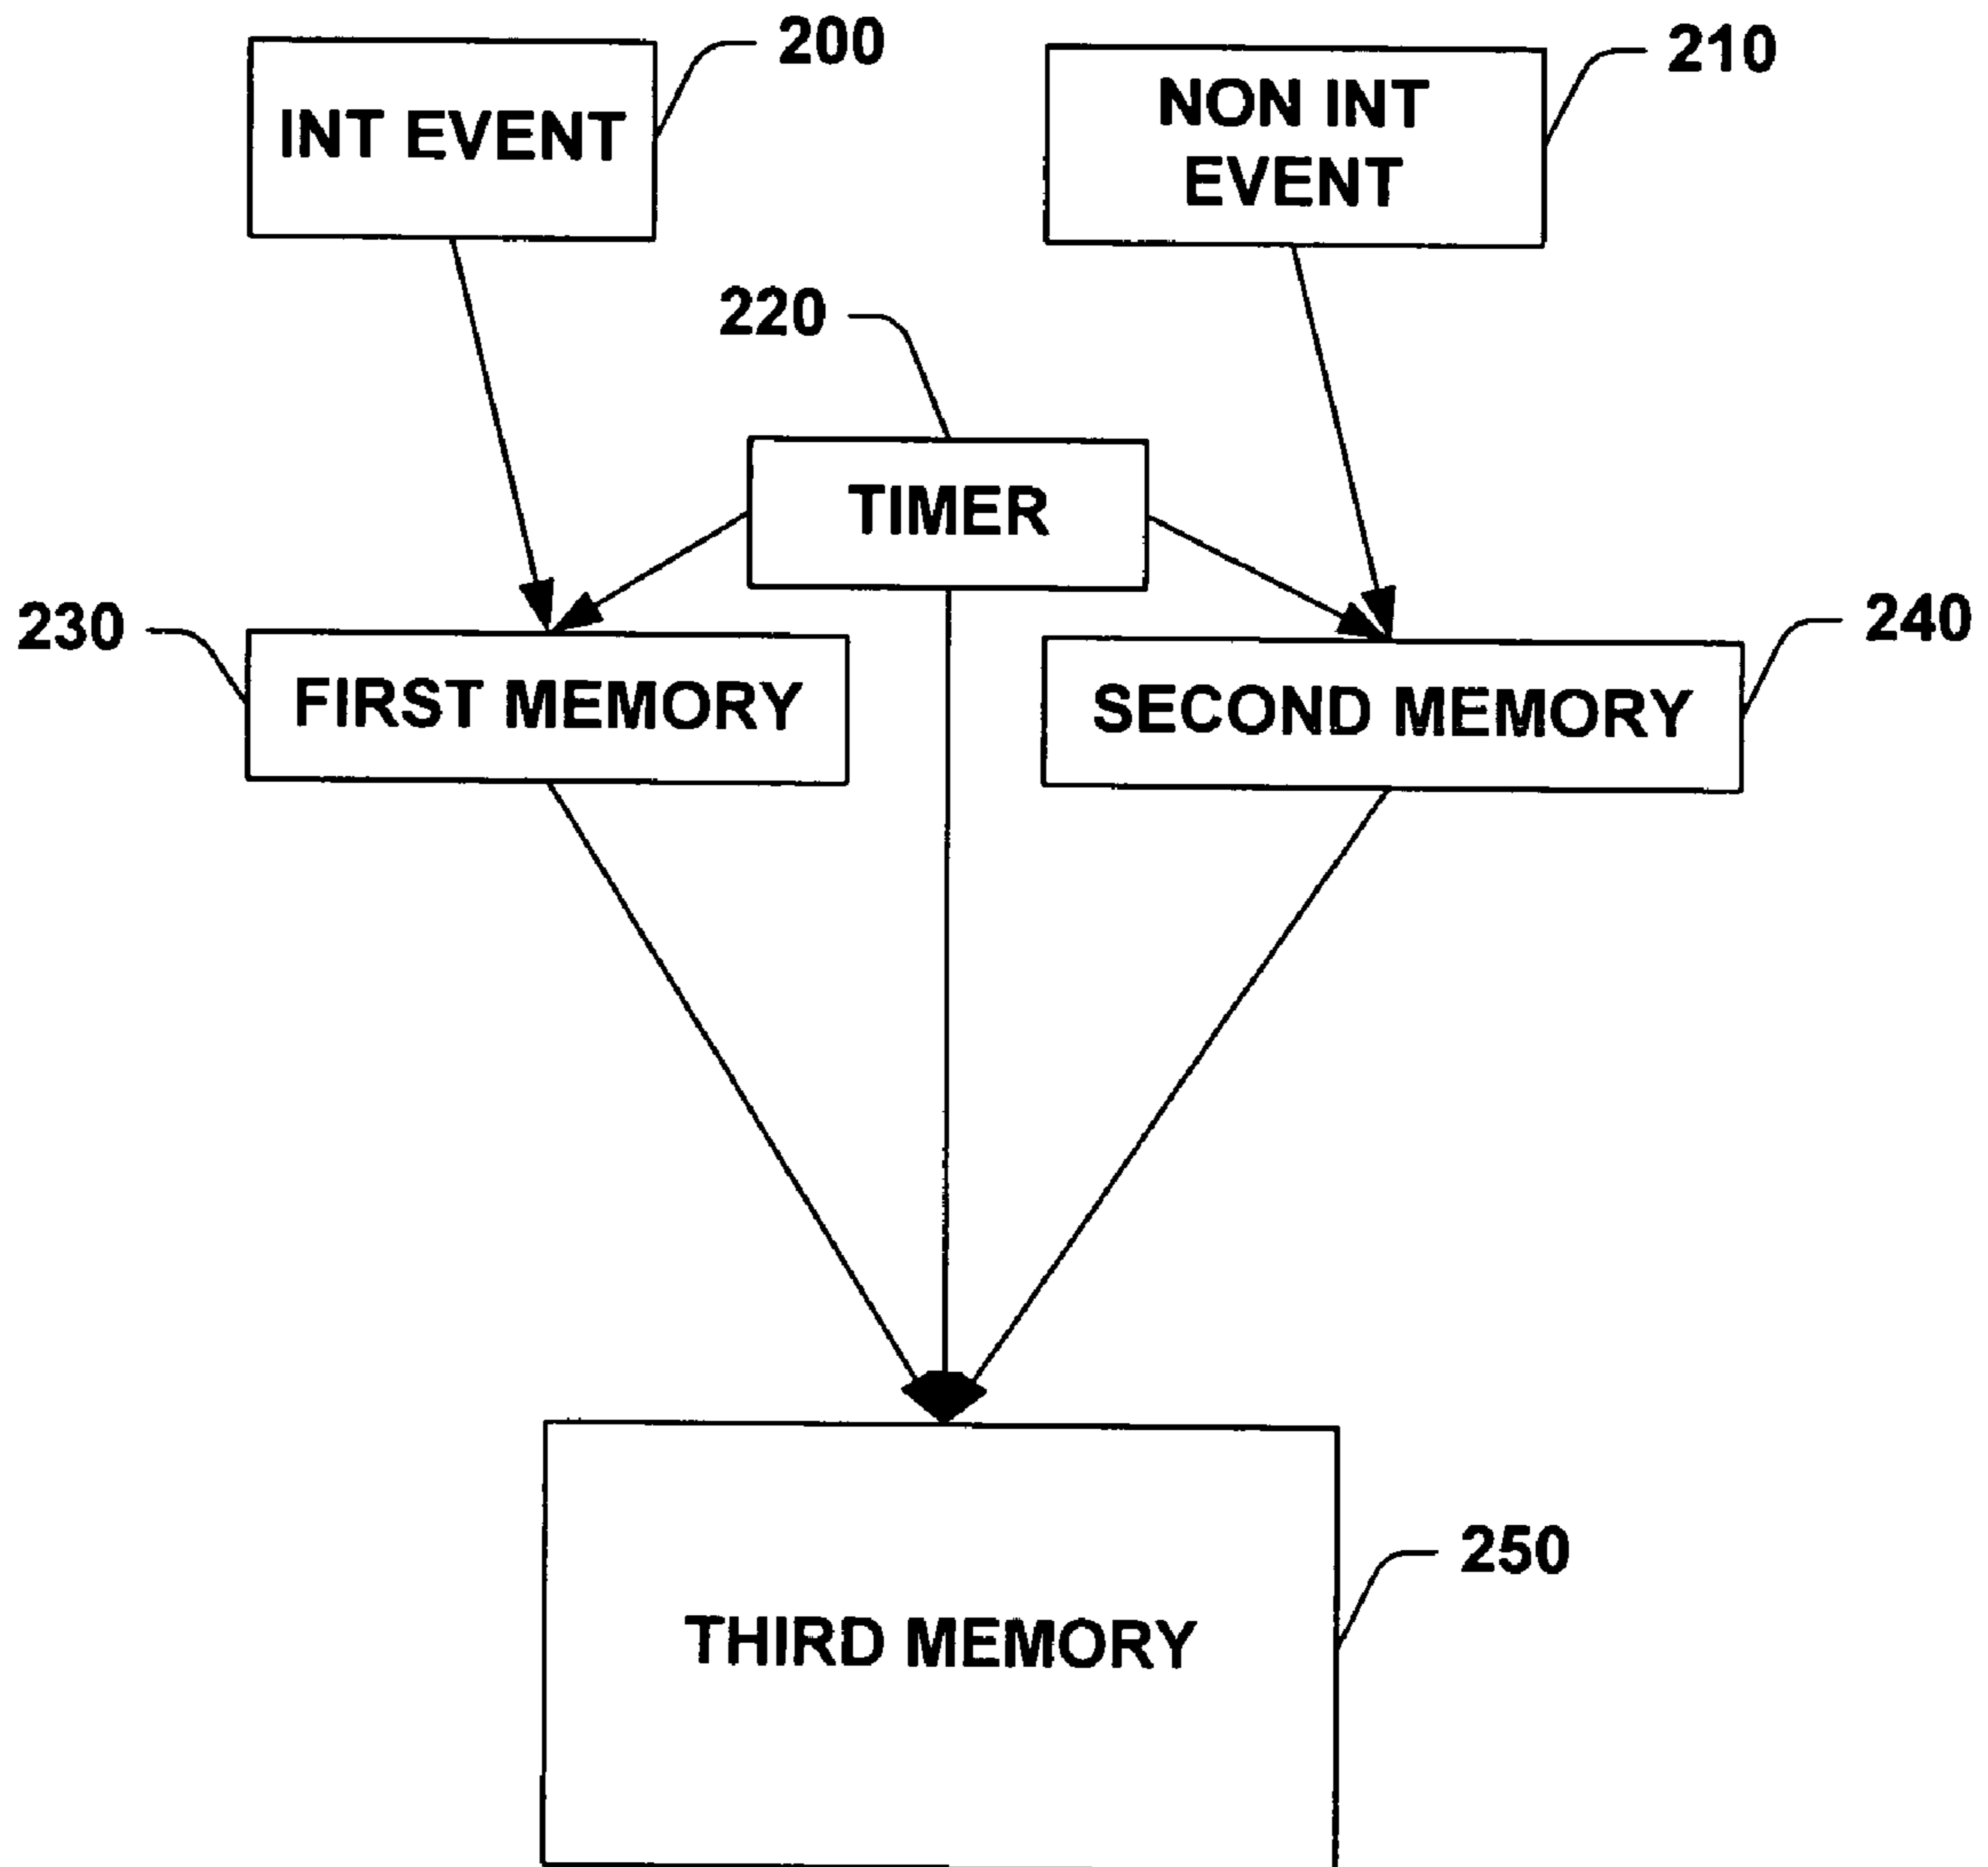 200
INT EVENT
210
NON INT
EVENT
220
TIMER
230
FIRST MEMORY
240
SECOND MEMORY
250
THIRD MEMORY